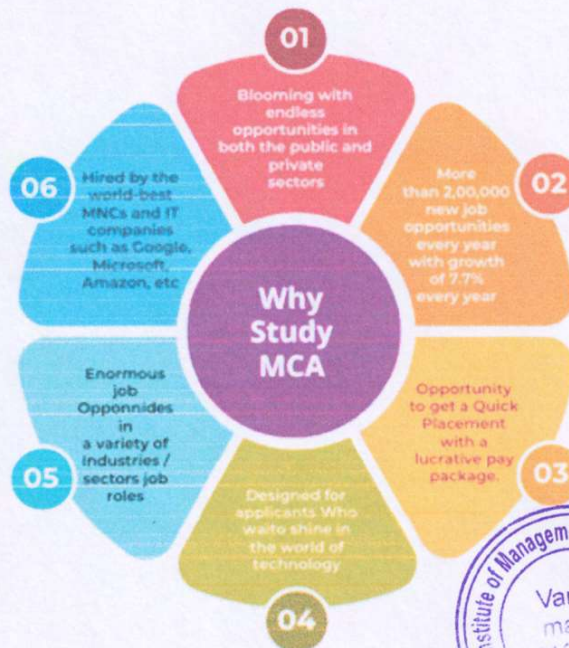 01
Blooming with
endless
opportunities in
both the public and
private
sectors
02
More
than 2,00,000
new job
opportunities
every year
with growth
of 7.7%
every year
03
Opportunity
to get a Quick
Placement
with a
lucrative pay
package.
04
Designed for
applicants Who
waito shine in
the world of
technology
05
Enormous
job
Opponnides
in
a variety of
Industries /
sectors job
roles
06
Hired by the
world-best
MNCs and IT
companies
such as Google,
Microsoft,
Amazon, etc
Why
Study
MCA